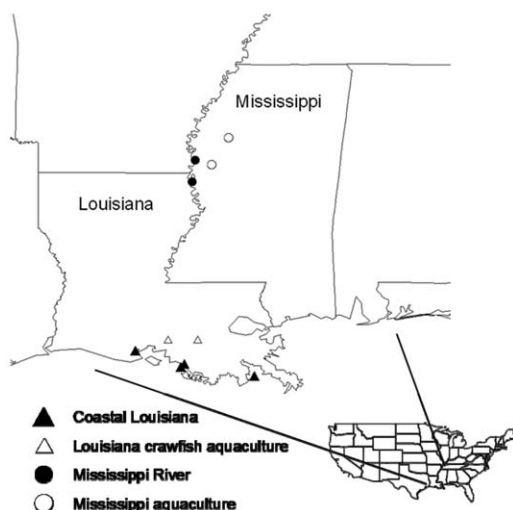 Mississippi
Louisiana
Coastal Louisiana
Louisiana crawfish aquaculture
Mississippi River
Mississippi aquaculture